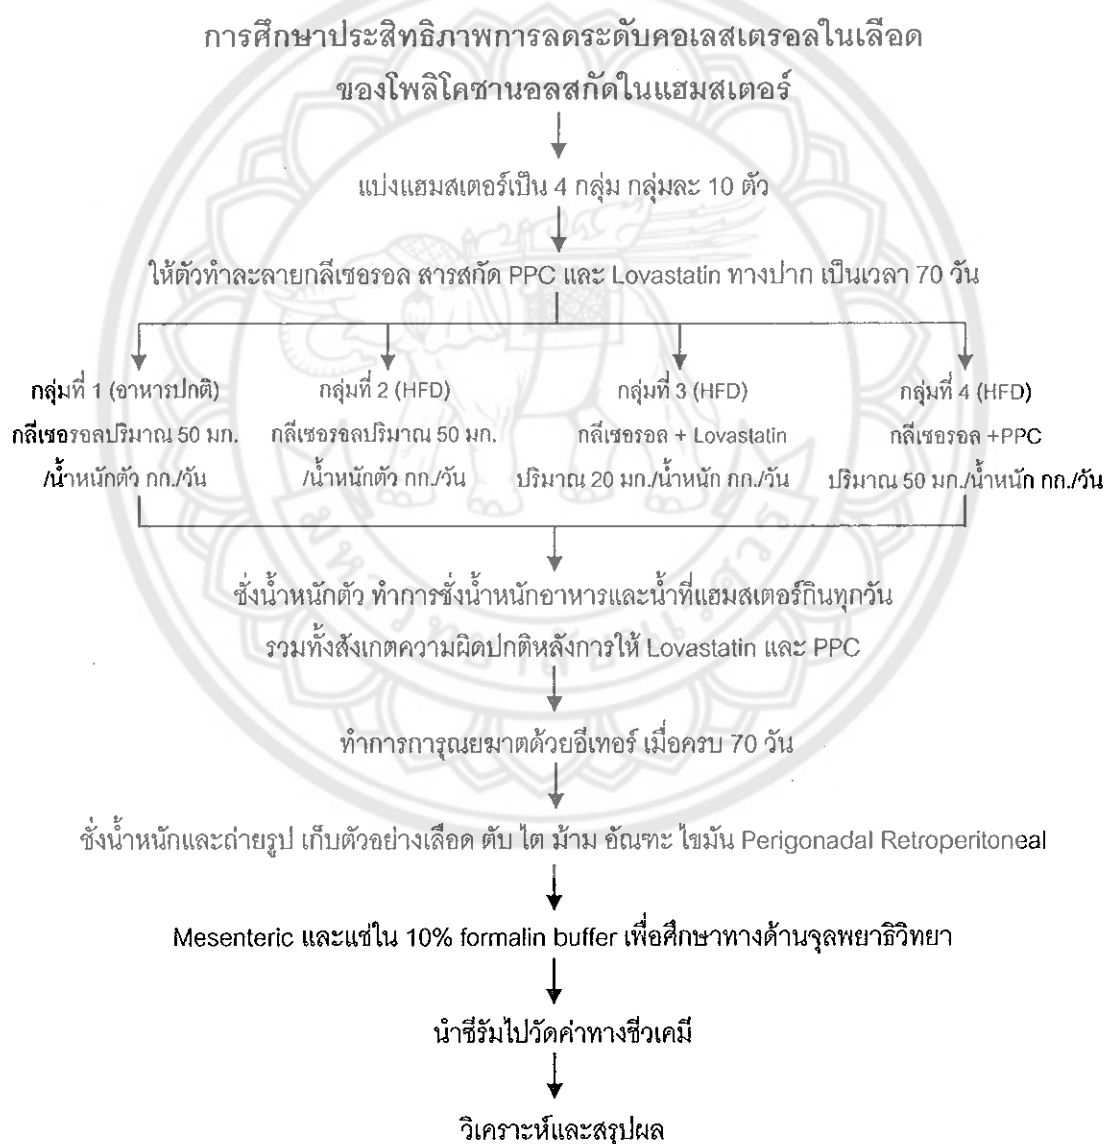 การศึกษาประสิทธิภาพการลดระดับคอเลสเตรอลในเลือด
ของโพลิโคซานอลสกัดในแฮมสเตอร์
แบ่งแฮมสเตอร์เป็น 4 กลุ่ม กลุ่มละ 10 ตัว
ให้ตัวทำละลายกลีเซอรอล สารสกัด PPC และ Lovastatin ทางปาก เป็นเวลา 70 วัน
กลุ่มที่ 1 (อาหารปกติ)
กลีเซอรอลปริมาณ 50 มก.
/น้ำหนักตัว กก./วัน
กลุ่มที่ 2 (HFD)
กลีเซอรอลปริมาณ 50 มก.
/น้ำหนักตัว กก./วัน
กลุ่มที่ 3 (HFD)
กลีเซอรอล + Lovastatin
ปริมาณ 20 มก./น้ำหนัก กก./วัน
กลุ่มที่ 4 (HFD)
กลีเซอรอล +PPC
ปริมาณ 50 มก./น้ำหนัก กก./วัน
ชั่งน้ำหนักตัว ทำการชั่งน้ำหนักอาหารและน้ำที่แฮมสเตอร์กินทุกวัน
รวมทั้งสังเกตความผิดปกติหลังการให้ Lovastatin และ PPC
ทำการการุณยฆาตด้วยอีเทอร์ เมื่อครบ 70 วัน
ชั่งน้ำหนักและถ่ายรูป เก็บตัวอย่างเลือด ตับ ไต ม้าม อัณฑะ ไขมัน Perigonadal Retroperitoneal
Mesenteric และแช่ใน 10% formalin buffer เพื่อศึกษาทางด้านจุลพยาธิวิทยา
นำซีรัมไปวัดค่าทางชีวเคมี
วิเคราะห์และสรุปผล
มหาวิทยาลัยนเรศวร